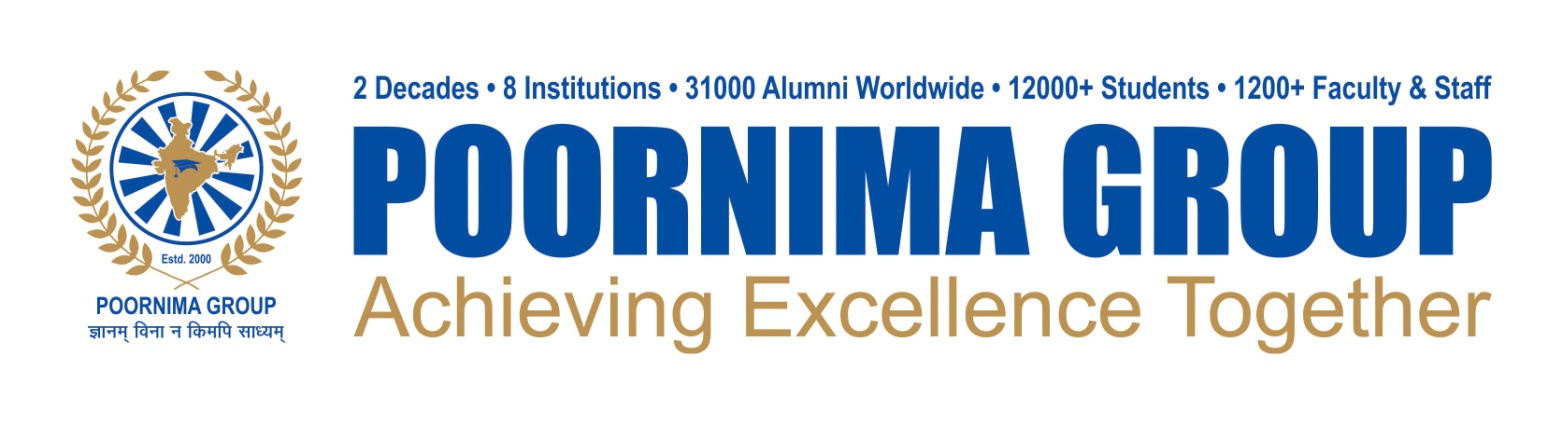 Estd. 2000
POORNIMA GROUP
ज्ञानम् विना न किमपि साध्यम्
2 Decades • 8 Institutions • 31000 Alumni Worldwide • 12000+ Students • 1200+ Faculty & Staff
POORNIMA GROUP
Achieving Excellence Together